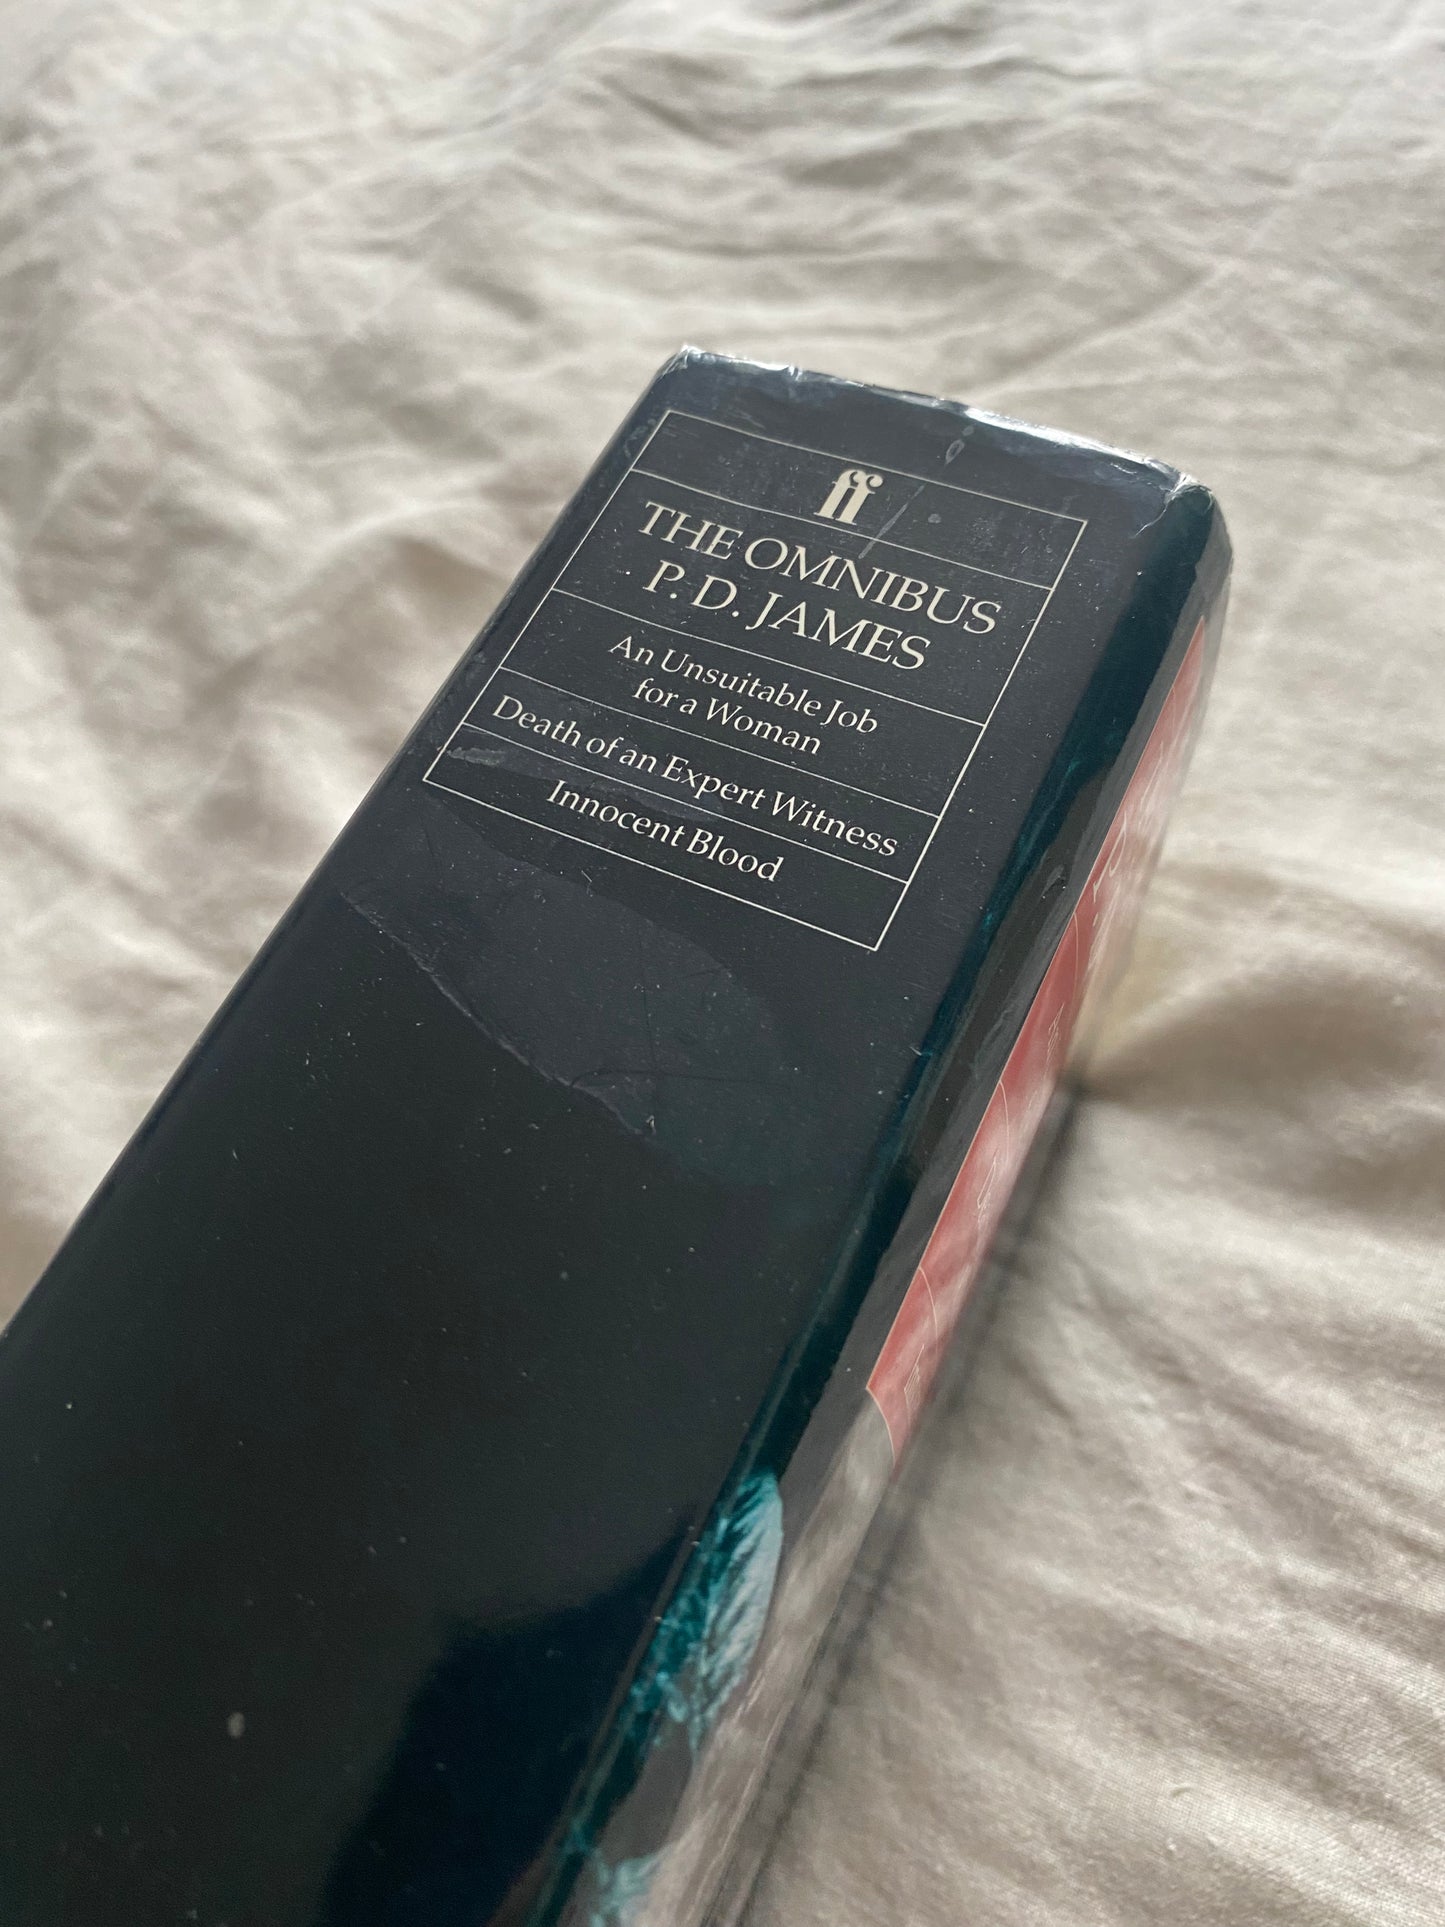 ff
THE OMNIBUS
P. D. JAMES
An Unsuitable Job
for a Woman
Death of an Expert Witness
Innocent Blood